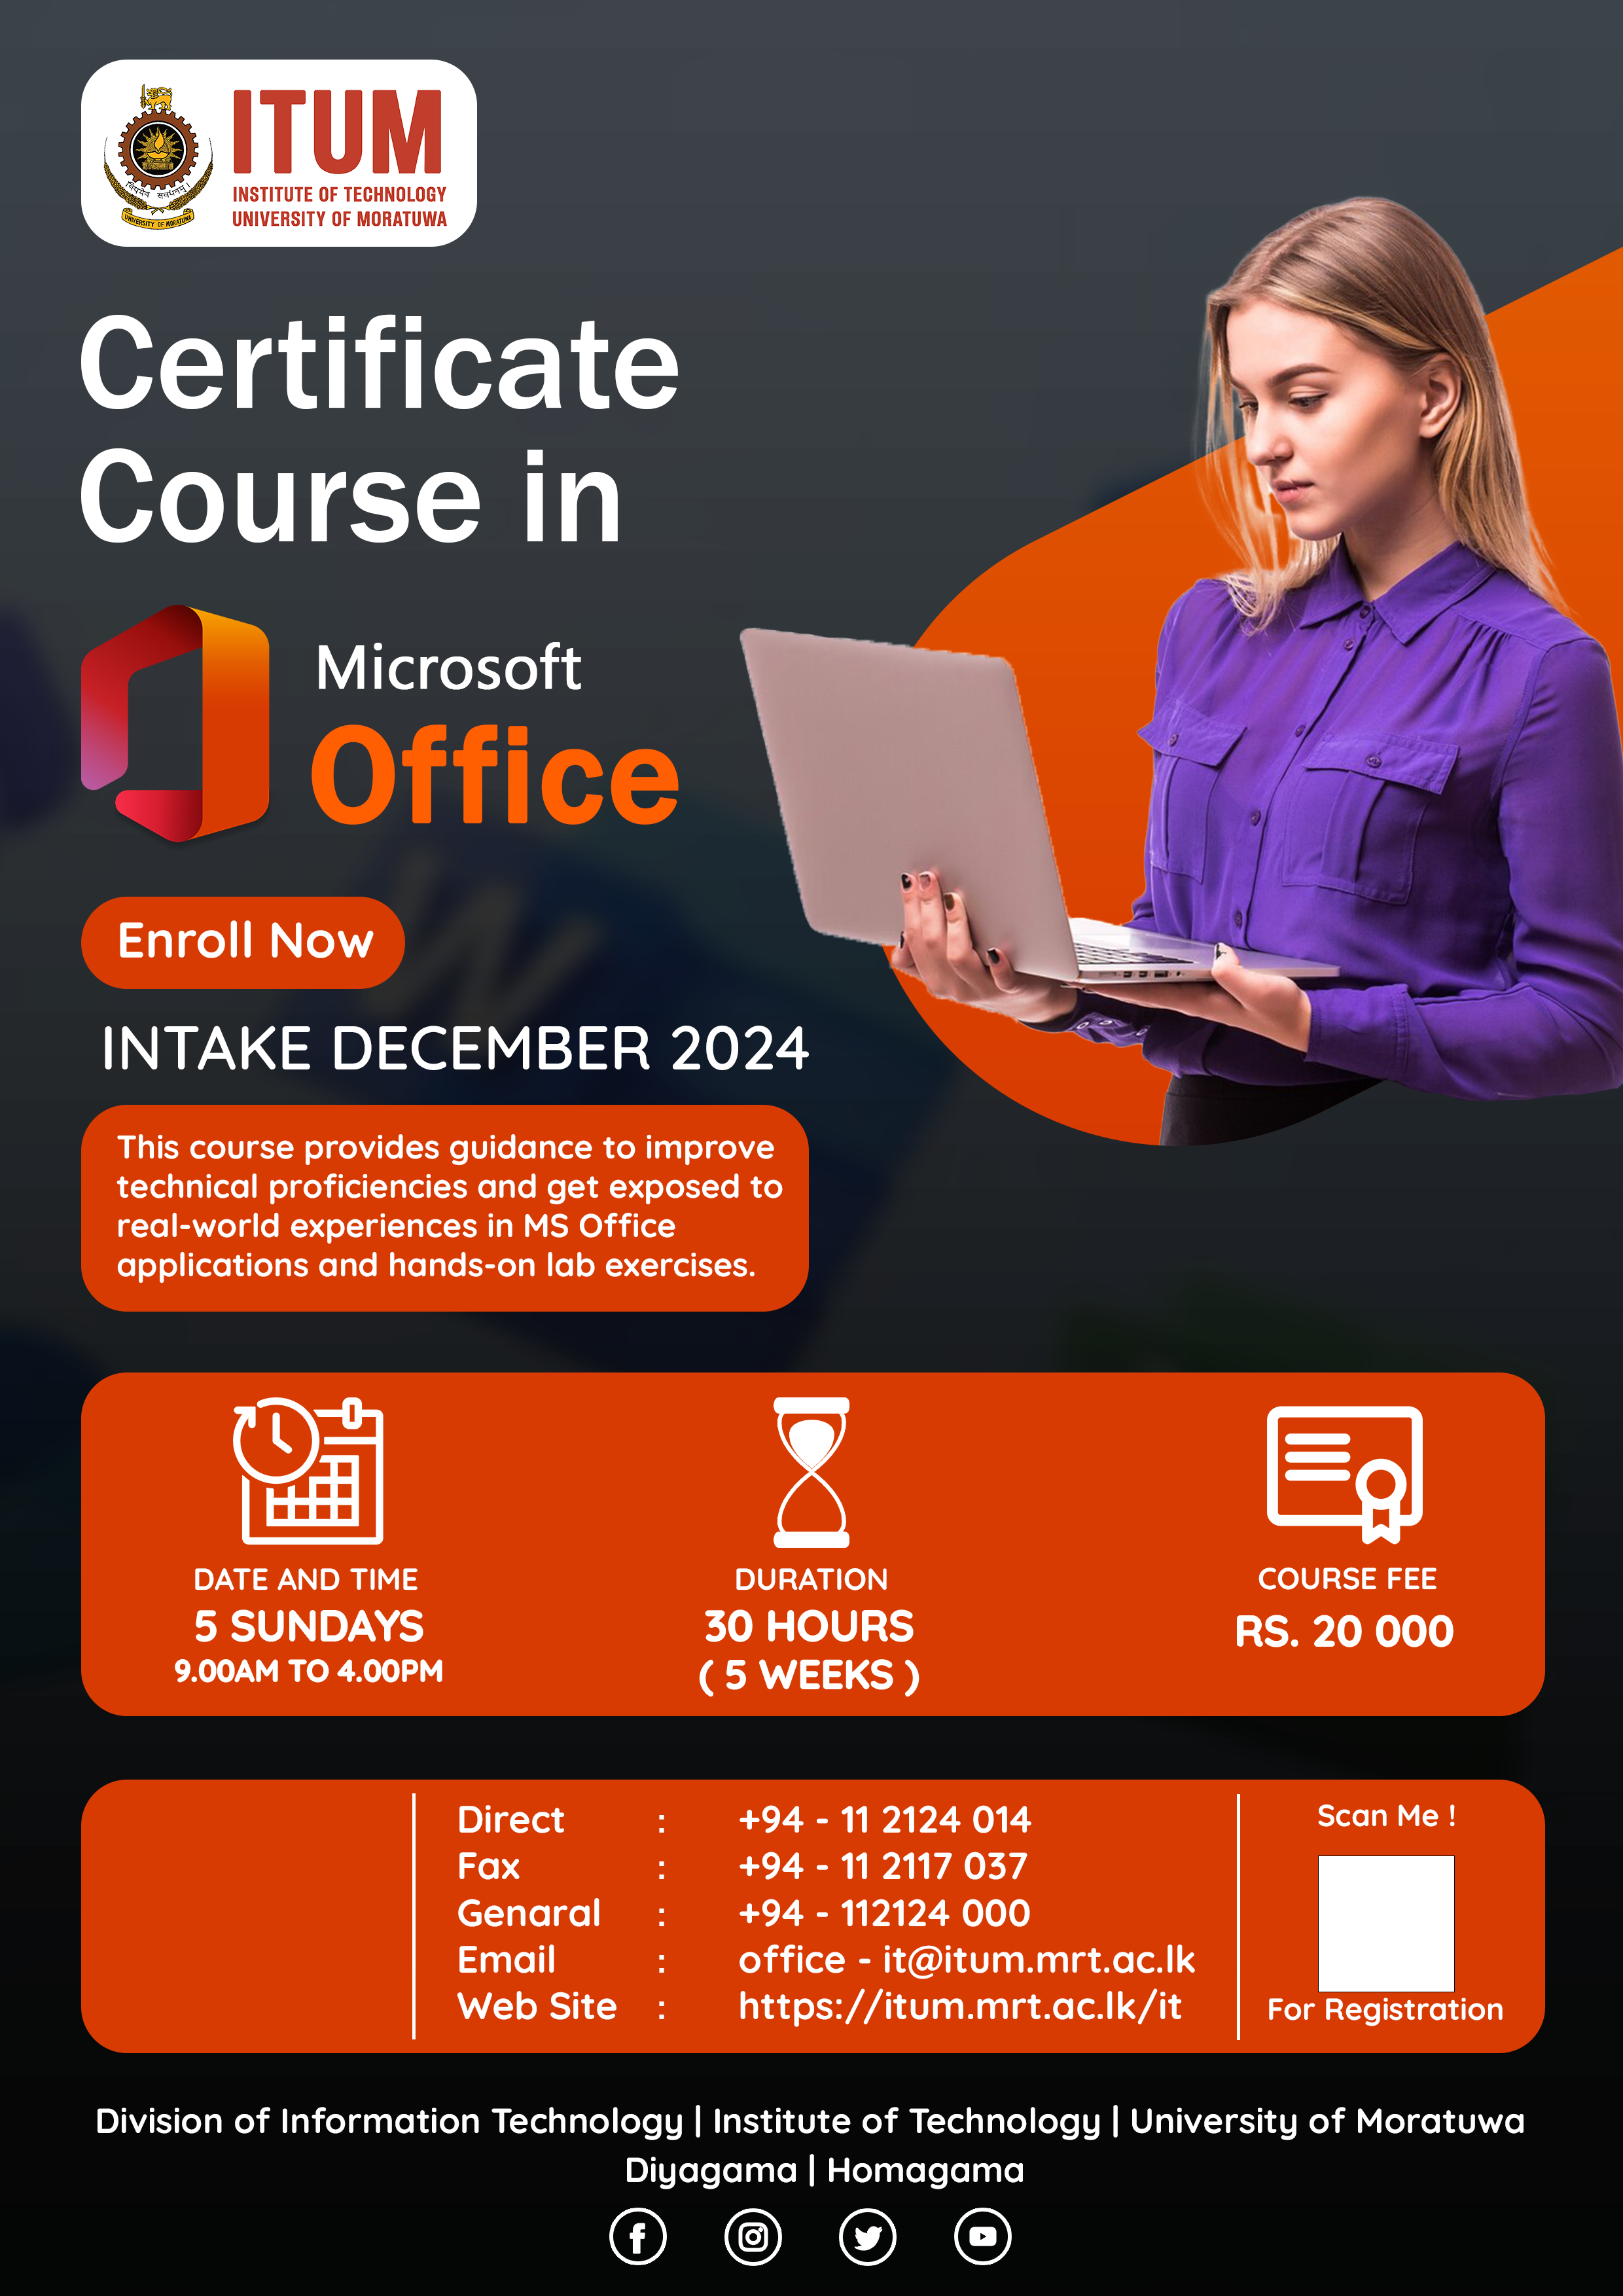 ITUM
INSTITUTE OF TECHNOLOGY
UNIVERSITY OF MORATUWA
UNIVERSITY OF MORATUWA
Certificate
Course in
Microsoft
Office
Enroll Now
INTAKE DECEMBER 2024
This course provides guidance to improve
technical proficiencies and get exposed to
real-world experiences in MS Office
applications and hands-on lab exercises.
DATE AND TIME
5 SUNDAYS
9.00AM TO 4.00PM
DURATION
30 HOURS
( 5 WEEKS )
COURSE FEE
RS. 20 000
Direct : +94 - 11 2124 014
Fax : +94 - 11 2117 037
Genaral : +94 - 112124 000
Email : office - it@itum.mrt.ac.lk
Web Site : https://itum.mrt.ac.lk/it
Scan Me !
For Registration
Division of Information Technology | Institute of Technology | University of Moratuwa
Diyagama | Homagama